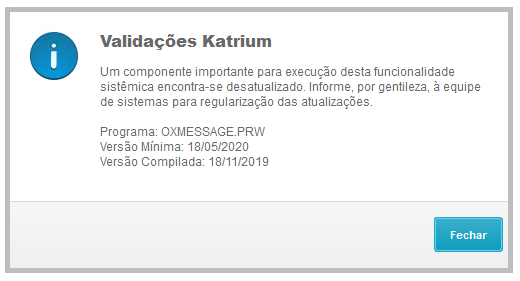 Validações Katrium
Um componente importante para execução desta funcionalidade
sistêmica encontra-se desatualizado. Informe, por gentileza, à equipe
de sistemas para regularização das atualizações.
Programa: OXMESSAGE.PRW
Versão Mínima: 18/05/2020
Versão Compilada: 18/11/2019
Fechar